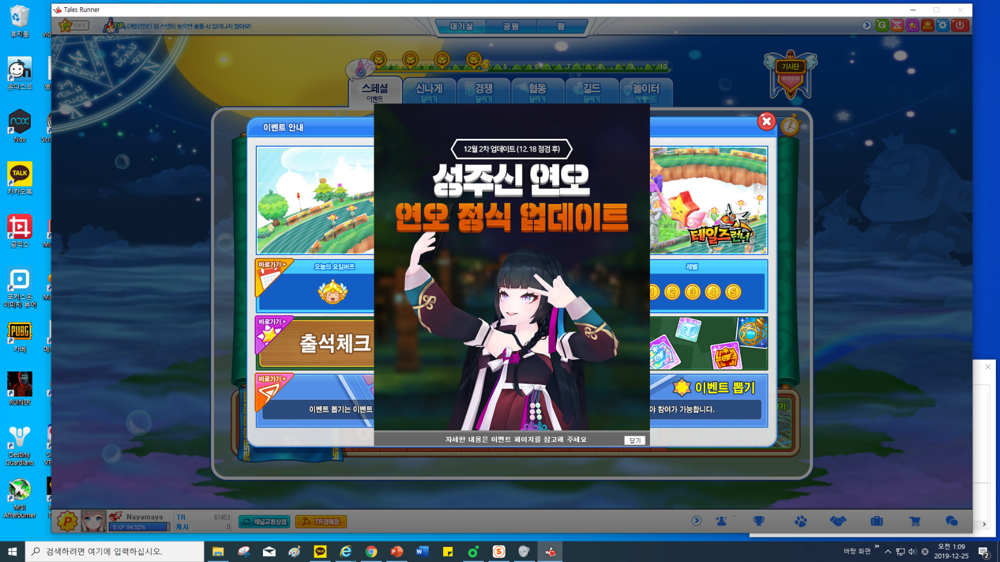 Tales Runner
휴지통
온디스크
Nox
카카오톡
곰믹스
포커스온
이미지 뷰어
카베
RUINER
Destiny
Guardians
MSI
Afterburner
OFF
TIP [게임정보] 힘 스탯이 높으면 충돌 시 밀려나지 않아요!
대기실
공원
팜
5 6 7 8 9 10
기사단
스페셜
이벤트
신나게
달리기
경쟁
달리기
협동
달리기
길드
달리기
놀이터
아케이드
이벤트 안내
12월 2차 업데이트 (12.18 점검 후)
성주신 연오
연오 정식 업데이트
테일즈런너
바로가기
오늘의 요일버프
레벨
1 2 3 4 5
바로가기
출석체크
바로가기
이벤트 뽑기
이벤트 뽑기는 이벤트
야 참여가 가능합니다.
자세한 내용은 이벤트 페이지를 참고해 주세요
닫기
Nayamaya
EXP 94.52%
TR 61453
캐시 0
채널교환상점
TR경매장
검색하려면 여기에 입력하십시오.
바탕 화면
오전 1:09
2019-12-25
2